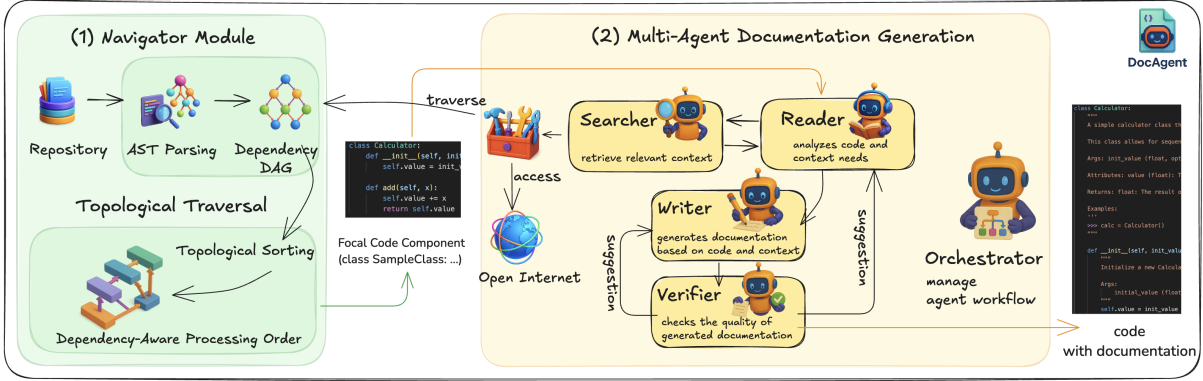 (1) Navigator Module
Repository
AST Parsing
Dependency
DAG
Topological Traversal
Topological Sorting
Dependency-Aware Processing Order
class Calculator:
def __init__(self, init
self.value = init_v
def add(self, x):
self.value += x
return self.value
Focal Code Component
(class SampleClass: ...)
(2) Multi-Agent Documentation Generation
traverse
access
Open Internet
Searcher
retrieve relevant context
Reader
analyzes code and
context needs
Writer
generates documentation
based on code and context
Verifier
checks the quality of
generated documentation
suggestion
suggestion
Orchestrator
manage
agent workflow
DocAgent
class Calculator:
"""
A simple calculator class th
This class allows for sequen
Args: init_value (float, opt
Attributes: value (float): T
Returns: float: The result o
Examples:
'''
>>> calc = Calculator()
"""
def __init__(self, init_valu
"""
Initialize a new Calcula
Args:
initial_value (float
"""
self.value = init_value
code
with documentation